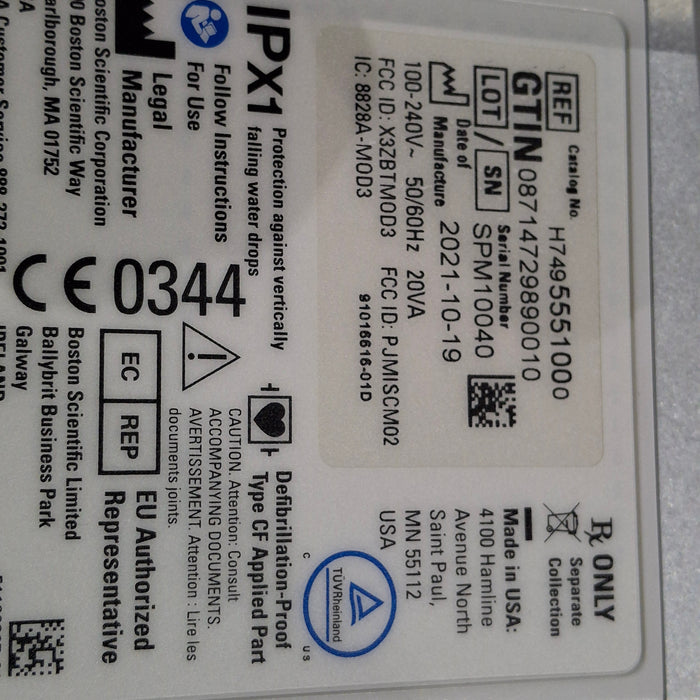 REF Catalog No. H7495551000
GTIN 08714729890010
LOT / SN Serial Number SPM10040
Date of Manufacture 2021-10-19
100-240V~ 50/60Hz 20VA
FCC ID: X3ZBTMOD3 FCC ID: PJMISCM02
IC: 8828A-MOD3
91016616-01D
Rx ONLY
Separate
Collection
Made in USA:
4100 Hamline
Avenue North
Saint Paul,
MN 55112
USA
IPX1 Protection against vertically
falling water drops
Follow Instructions
For Use
Legal
Manufacturer
Boston Scientific Corporation
Boston Scientific Way
Marlborough, MA 01752
CE 0344
Defibrillation-Proof
Type CF Applied Part
CAUTION. Attention: Consult
ACCOMPANYING DOCUMENTS.
AVERTISSEMENT. Attention : Lire les
documents joints.
EC REP
EU Authorized
Representative
Boston Scientific Limited
Ballybrit Business Park
Galway
IRELAND
C TÜVRheinland US